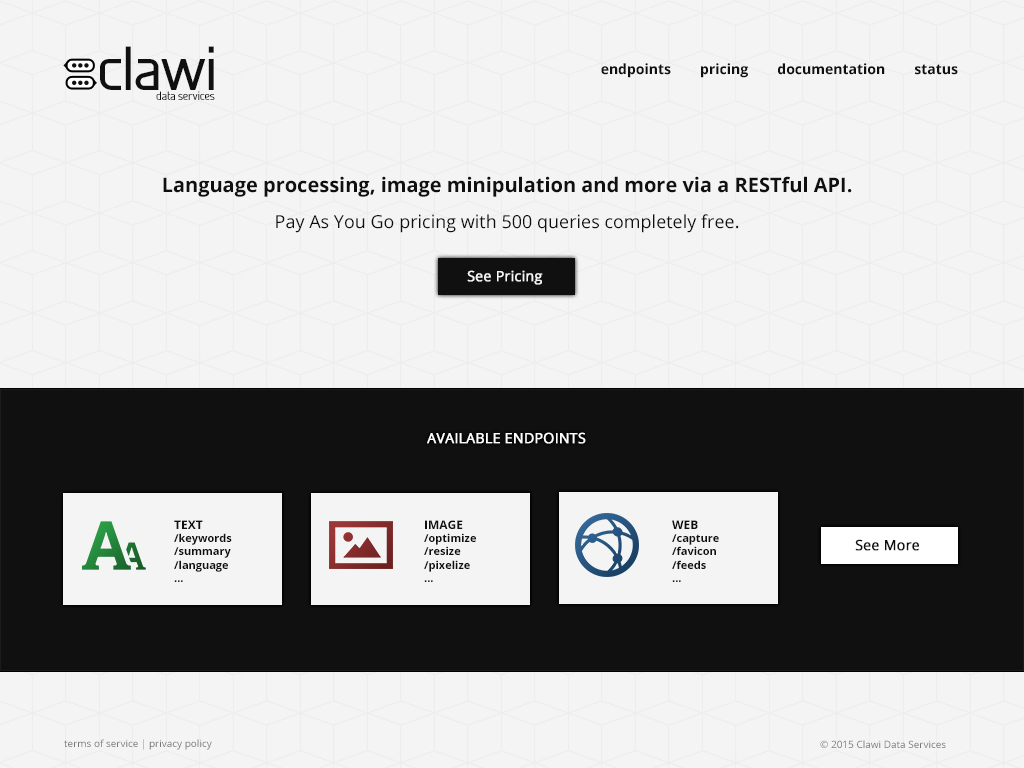 clawi
data services
endpoints pricing documentation status
Language processing, image minipulation and more via a RESTful API.
Pay As You Go pricing with 500 queries completely free.
See Pricing
AVAILABLE ENDPOINTS
TEXT
/keywords
/summary
/language
...
IMAGE
/optimize
/resize
/pixelize
...
WEB
/capture
/favicon
/feeds
...
See More
terms of service | privacy policy
© 2015 Clawi Data Services